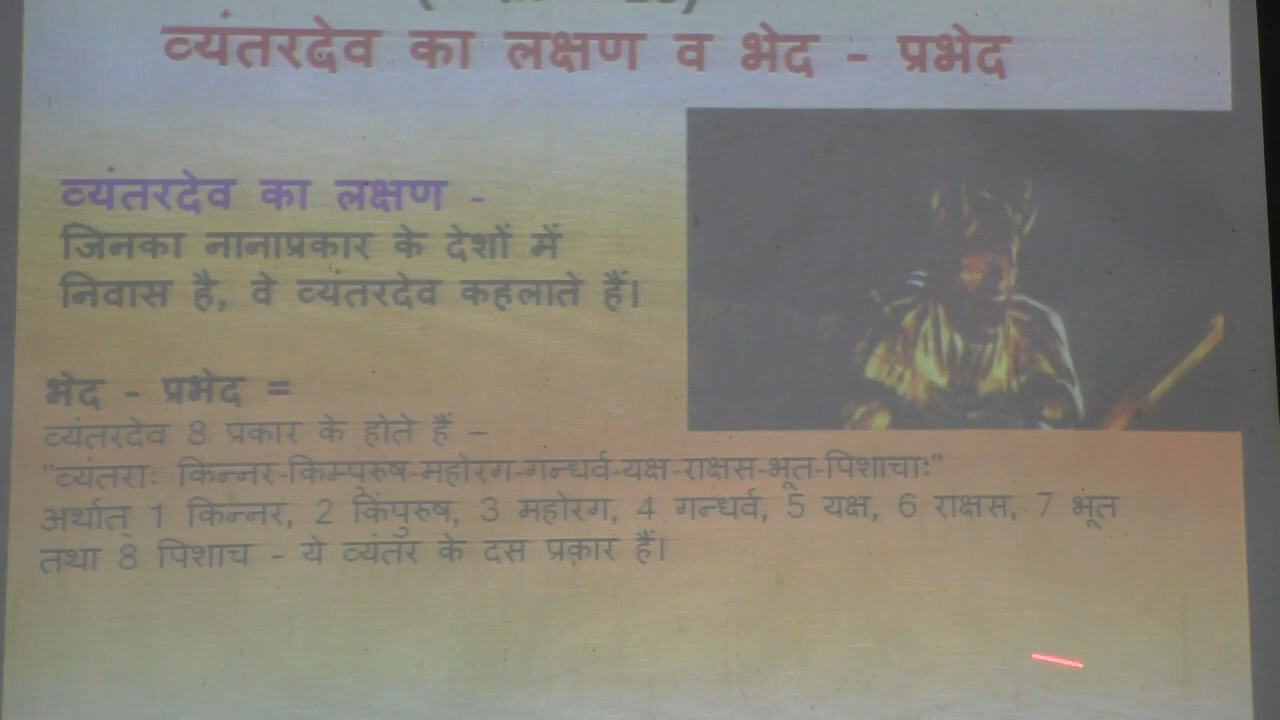 व्यंतरदेव का लक्षण व भेद - प्रभेद
व्यंतरदेव का लक्षण -
जिनका नानाप्रकार के देशों में
निवास है, वे व्यंतरदेव कहलाते हैं।
भेद - प्रभेद =
व्यंतरदेव 8 प्रकार के होते हैं –
"व्यंतराः किन्नर-किम्पुरुष-महोरग-गन्धर्व-यक्ष-राक्षस-भूत-पिशाचाः"
अर्थात् 1 किन्नर, 2 किंपुरुष, 3 महोरग, 4 गन्धर्व, 5 यक्ष, 6 राक्षस, 7 भूंत
तथा 8 पिशाच - ये व्यंतर के दस प्रकार हैं।